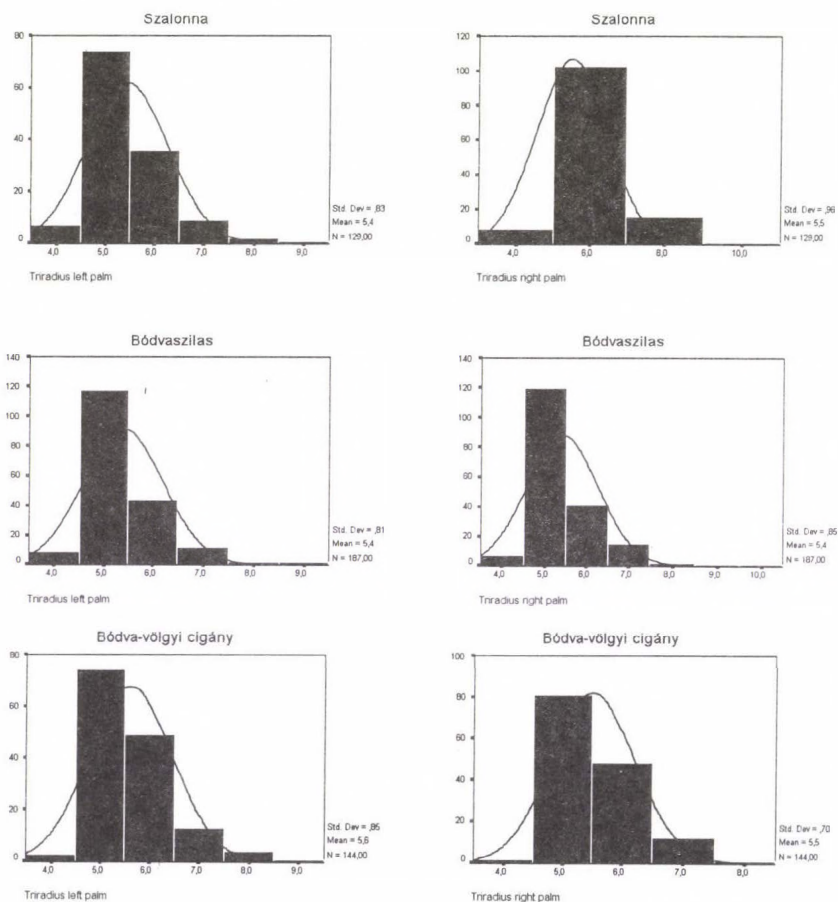 Szalonna
80
60
40
20
0
4,0 5,0 6,0 7,0 8,0 9,0
Std. Dev = ,83
Mean = 5,4
N = 129,00
Triradius left palm
Szalonna
120
100
80
60
40
20
0
4,0 6,0 8,0 10,0
Std. Dev = ,96
Mean = 5,5
N = 129,00
Triradius right palm
Bódvaszilas
140
120
100
80
60
40
20
0
4,0 5,0 6,0 7,0 8,0 9,0
Std. Dev = ,81
Mean = 5,4
N = 187,00
Triradius left palm
Bódvaszilas
140
120
100
80
60
40
20
0
4,0 5,0 6,0 7,0 8,0 9,0 10,0
Std. Dev = ,85
Mean = 5,4
N = 187,00
Triradius right palm
Bódva-völgyi cigány
80
60
40
20
0
4,0 5,0 6,0 7,0 8,0 9,0
Std. Dev = ,85
Mean = 5,6
N = 144,00
Triradius left palm
Bódva-völgyi cigány
100
80
60
40
20
0
4,0 5,0 6,0 7,0 8,0
Std. Dev = ,70
Mean = 5,5
N = 144,00
Triradius right palm